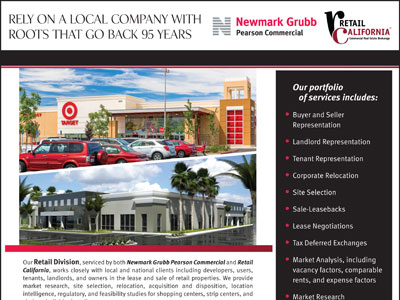 RELY ON A LOCAL COMPANY WITH
ROOTS THAT GO BACK 95 YEARS
Newmark Grubb
Pearson Commercial
RETAIL
CALIFORNIA
Commercial Real Estate Brokerage
TARGET
Our portfolio
of services includes:
• Buyer and Seller
Representation
• Landlord Representation
• Tenant Representation
• Corporate Relocation
• Site Selection
• Sale-Leasebacks
• Lease Negotiations
• Tax Deferred Exchanges
• Market Analysis, including
vacancy factors, comparable
rents, and expense factors
• Market Research
Our Retail Division, serviced by both Newmark Grubb Pearson Commercial and Retail
California, works closely with local and national clients including developers, users,
tenants, landlords, and owners in the lease and sale of retail properties. We provide
market research, site selection, relocation, acquisition and disposition, location
intelligence, regulatory, and feasibility studies for shopping centers, strip centers, and